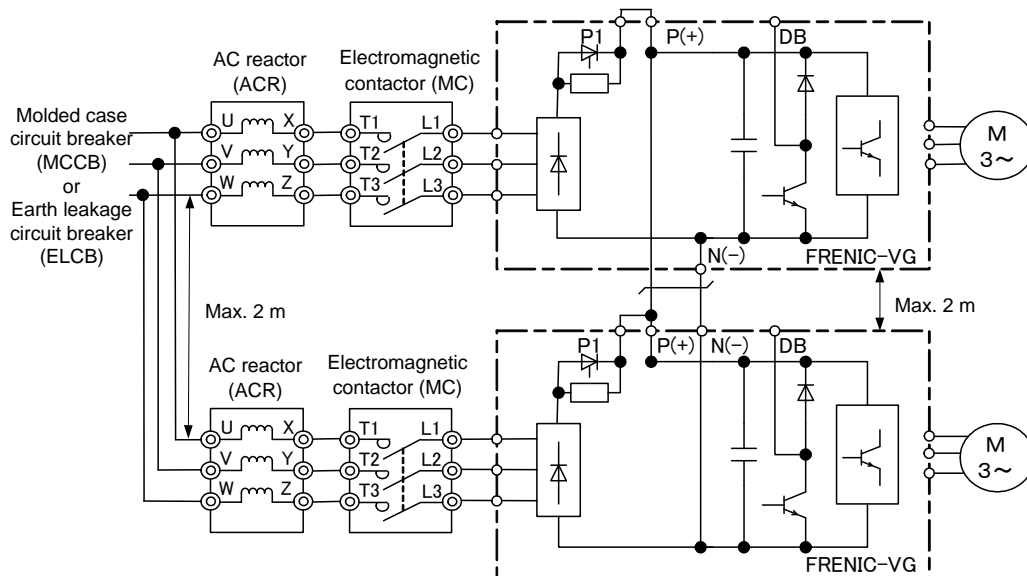 P1
P(+)
DB
AC reactor
(ACR)
Electromagnetic
contactor (MC)
Molded case
circuit breaker
(MCCB)
or
Earth leakage
circuit breaker
(ELCB)
U
X
T1
L1
V
Y
T2
L2
W
Z
T3
L3
M
3~
N(-)
FRENIC-VG
Max. 2 m
Max. 2 m
P1
P(+)
N(-)
DB
AC reactor
(ACR)
Electromagnetic
contactor (MC)
U
X
T1
L1
V
Y
T2
L2
W
Z
T3
L3
M
3~
FRENIC-VG